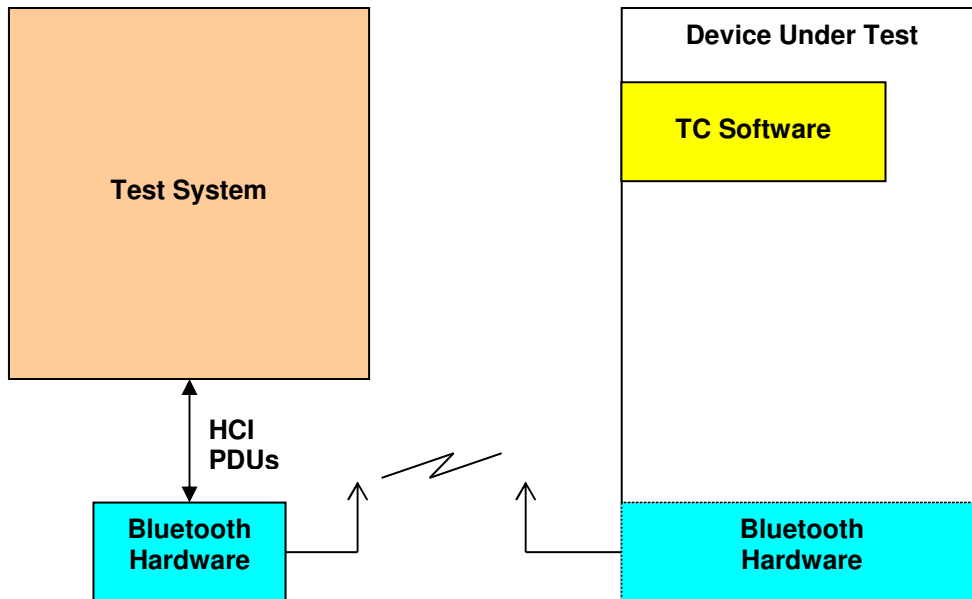 Device Under Test
TC Software
Test System
HCI
PDUs
Bluetooth
Hardware
Bluetooth
Hardware